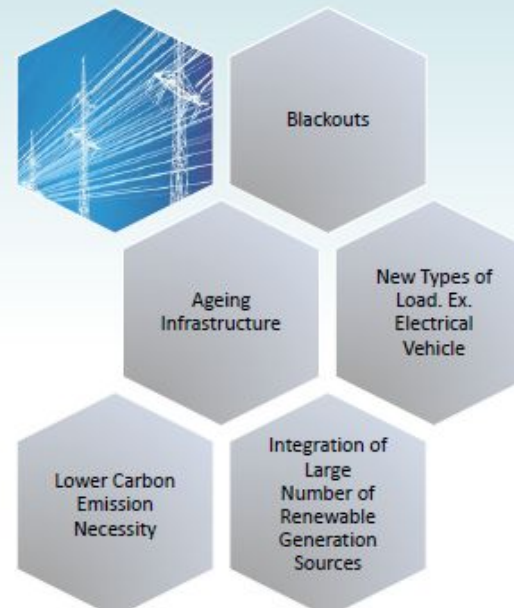 Blackouts
Ageing
Infrastructure
New Types of
Load. Ex.
Electrical
Vehicle
Lower Carbon
Emission
Necessity
Integration of
Large
Number of
Renewable
Generation
Sources